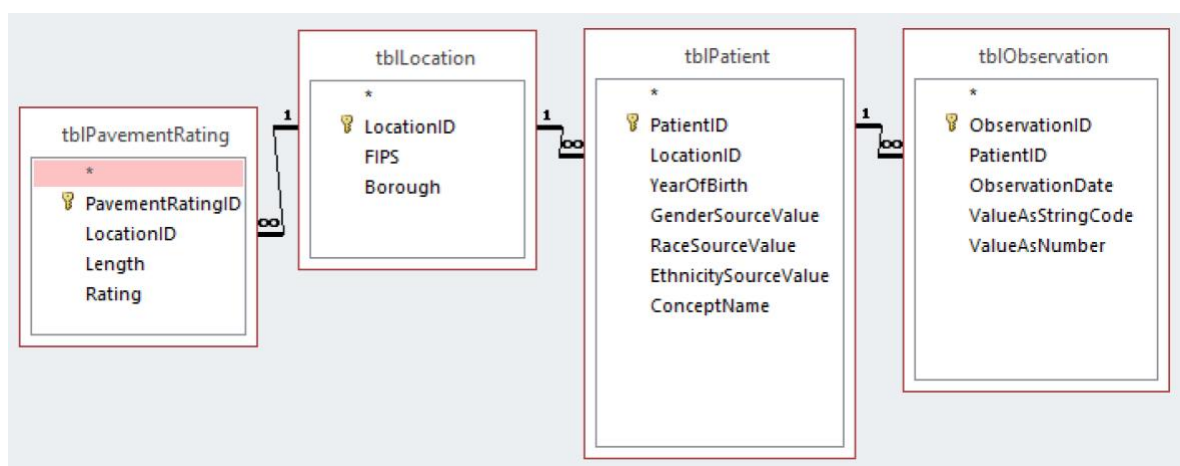 tblPavementRating
*
PavementRatingID
LocationID
Length
Rating
1
∞
tblLocation
*
LocationID
FIPS
Borough
1
∞
tblPatient
*
PatientID
LocationID
YearOfBirth
GenderSourceValue
RaceSourceValue
EthnicitySourceValue
ConceptName
1
∞
tblObservation
*
ObservationID
PatientID
ObservationDate
ValueAsStringCode
ValueAsNumber